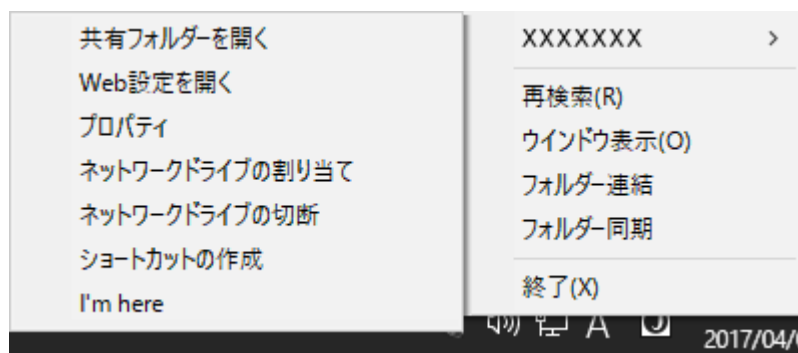 共有フォルダーを開く
Web設定を開く
プロパティ
ネットワークドライブの割り当て
ネットワークドライブの切断
ショートカットの作成
I'm here
XXXXXXX
再検索(R)
ウインドウ表示(O)
フォルダー連結
フォルダー同期
終了(X)
A
2017/04/